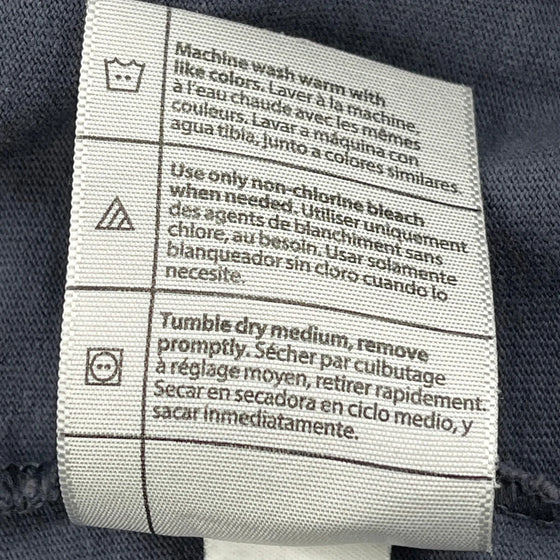 Machine wash warm with
like colors. Laver à la machine,
à l'eau chaude avec les mêmes
couleurs. Lavar a máquina con
agua tibia, junto a colores similares.
Use only non-chlorine bleach
when needed. Utiliser uniquement
des agents de blanchiment sans
chlore, au besoin. Usar solamente
blanqueador sin cloro cuando lo
necesite.
Tumble dry medium, remove
promptly. Sécher par culbutage
à réglage moyen, retirer rapidement.
Secar en secadora en ciclo medio, y
sacar inmediatamente.